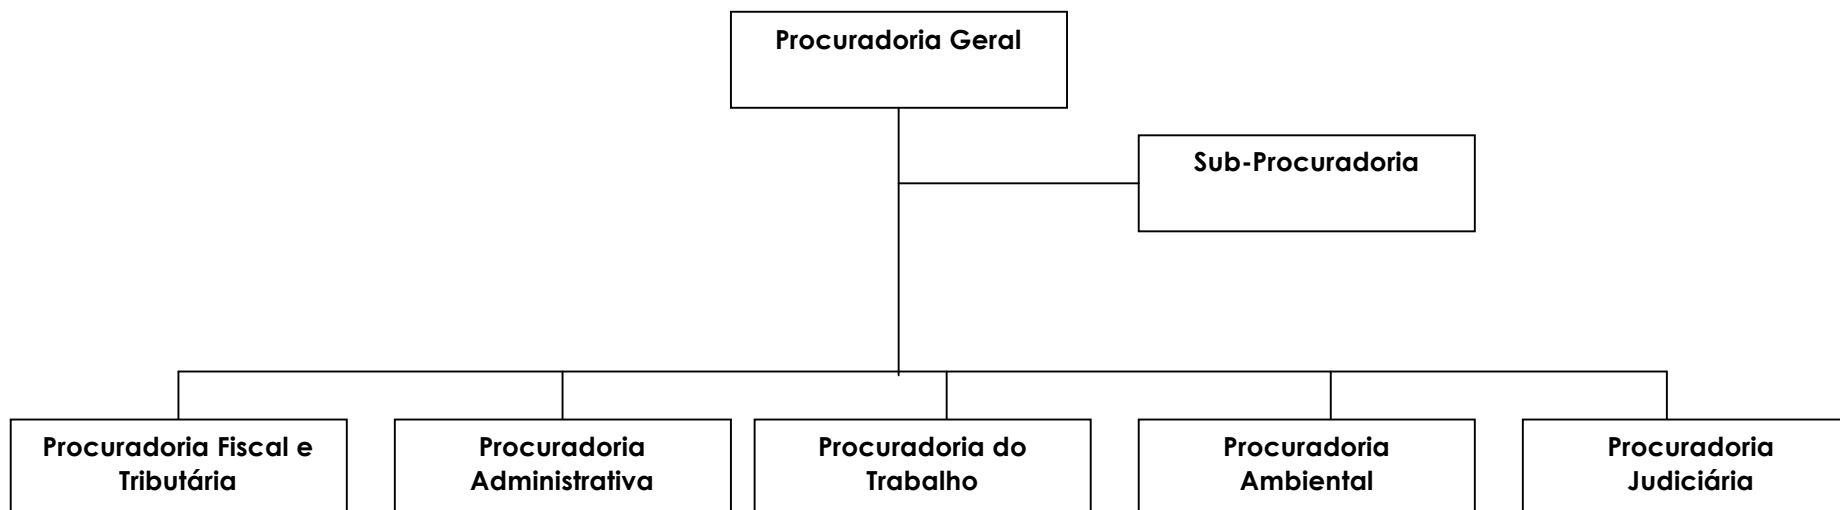 Procuradoria Geral
Sub-Procuradoria
Procuradoria Fiscal e
Tributária
Procuradoria
Administrativa
Procuradoria do
Trabalho
Procuradoria
Ambiental
Procuradoria
Judiciária